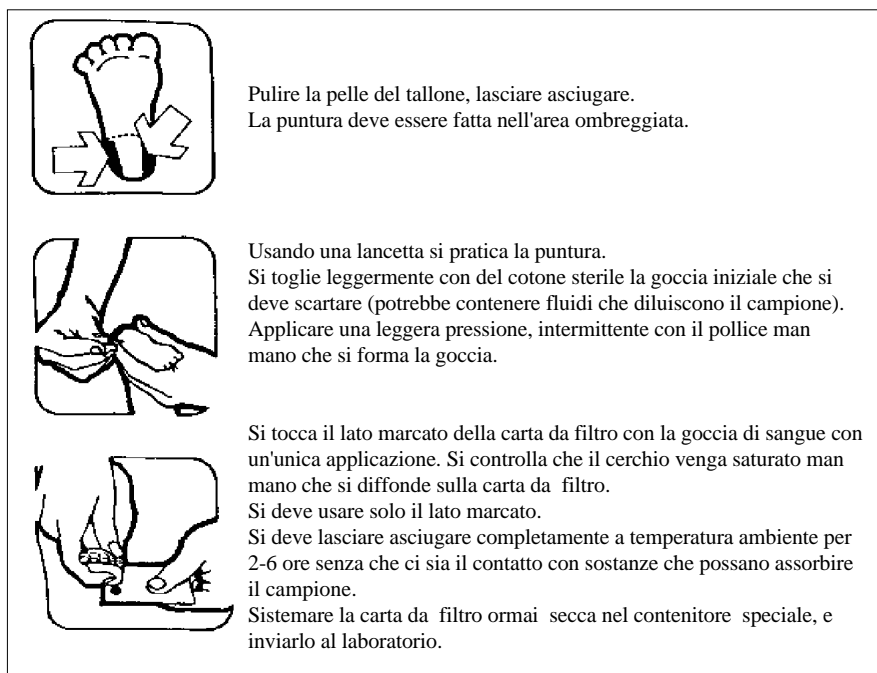 Pulire la pelle del tallone, lasciare asciugare.
La puntura deve essere fatta nell'area ombreggiata.
Usando una lancetta si pratica la puntura.
Si toglie leggermente con del cotone sterile la goccia iniziale che si
deve scartare (potrebbe contenere fluidi che diluiscono il campione).
Applicare una leggera pressione, intermittente con il pollice man
mano che si forma la goccia.
Si tocca il lato marcato della carta da filtro con la goccia di sangue con
un'unica applicazione. Si controlla che il cerchio venga saturato man
mano che si diffonde sulla carta da filtro.
Si deve usare solo il lato marcato.
Si deve lasciare asciugare completamente a temperatura ambiente per
2-6 ore senza che ci sia il contatto con sostanze che possano assorbire
il campione.
Sistemare la carta da filtro ormai secca nel contenitore speciale, e
inviarlo al laboratorio.